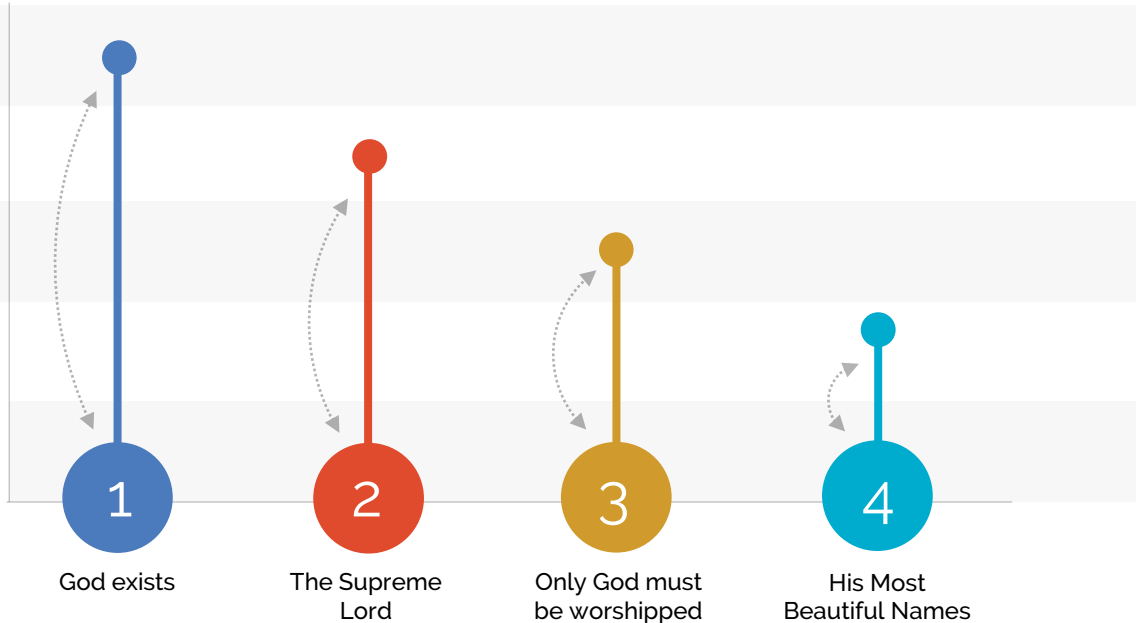 1
2
3
4
God exists
The Supreme
Lord
Only God must
be worshipped
His Most
Beautiful Names